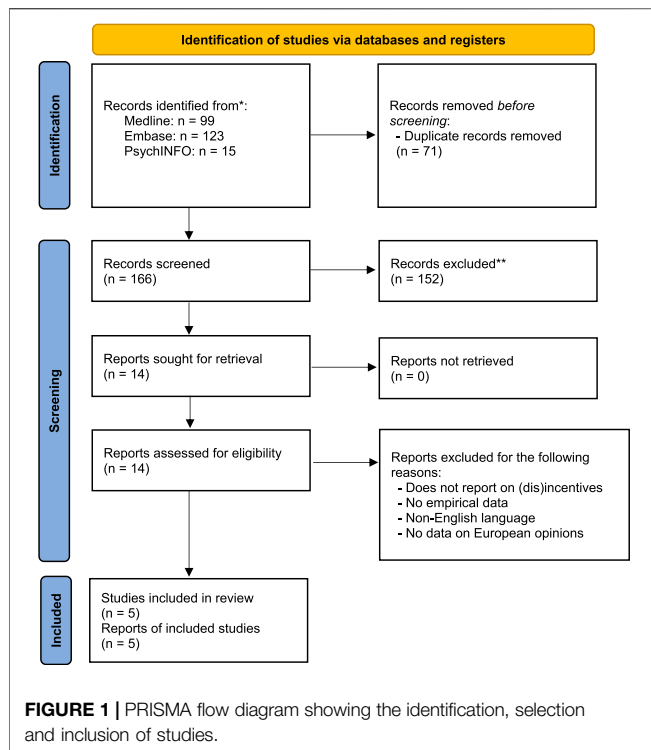 Identification of studies via databases and registers
Identification
Records identified from*:
Medline: n = 99
Embase: n = 123
PsychINFO: n = 15
Records removed before
screening:
- Duplicate records removed
(n = 71)
Screening
Records screened
(n = 166)
Records excluded**
(n = 152)
Reports sought for retrieval
(n = 14)
Reports not retrieved
(n = 0)
Reports assessed for eligibility
(n = 14)
Reports excluded for the following
reasons:
- Does not report on (dis)incentives
- No empirical data
- Non-English language
- No data on European opinions
Included
Studies included in review
(n = 5)
Reports of included studies
(n = 5)
FIGURE 1 | PRISMA flow diagram showing the identification, selection
and inclusion of studies.